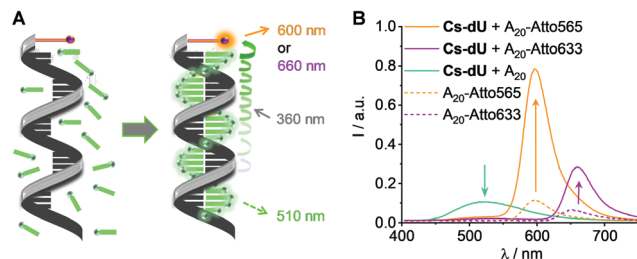 A
600 nm
or
660 nm
360 nm
510 nm
B
Cs-dU + A₂₀-Atto565
Cs-dU + A₂₀-Atto633
Cs-dU + A₂₀
A₂₀-Atto565
A₂₀-Atto633
I / a.u.
1.0
0.8
0.6
0.4
0.2
0.0
400 500 600 700
λ / nm